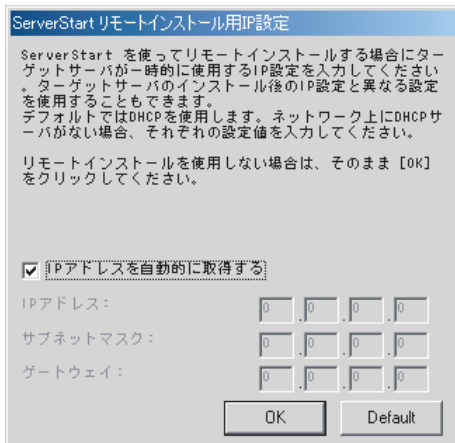 ServerStart リモートインストール用IP設定
ServerStart を使ってリモートインストールする場合にター
ゲットサーバが一時的に使用するIP設定を入力してください
。ターゲットサーバのインストール後のIP設定と異なる設定
を使用することもできます。
デフォルトではDHCPを使用します。ネットワーク上にDHCPサ
ーバがない場合、それぞれの設定値を入力してください。
リモートインストールを使用しない場合は、そのまま [OK]
をクリックしてください。
IPアドレスを自動的に取得する
IPアドレス： 0 . 0 . 0 . 0
サブネットマスク： 0 . 0 . 0 . 0
ゲートウェイ： 0 . 0 . 0 . 0
OK Default